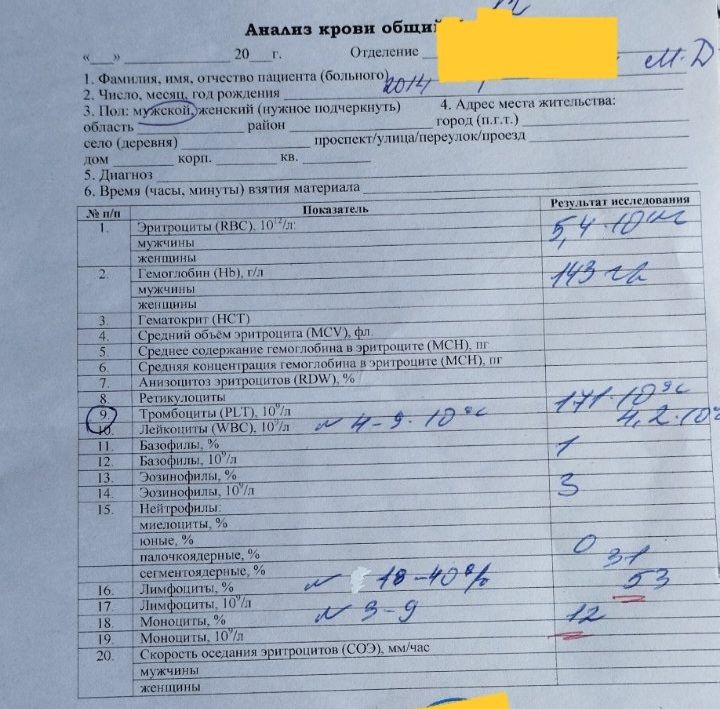 Анализ крови общий
« » 20 г. Отделение
М. Д
1. Фамилия, имя, отчество пациента (больного)
2. Число, месяц, год рождения 2014
3. Пол: мужской, женский (нужное подчеркнуть) 4. Адрес места жительства:
область район город (п.г.т.)
село (деревня) проспект/улица/переулок/проезд
дом корп. кв.
5. Диагноз
6. Время (часы, минуты) взятия материала
№ п/п Показатель Результат исследования
1. Эритроциты (RBC), 10¹²/л: 5,4·10¹²/л
мужчины
женщины
2. Гемоглобин (Hb), г/л 143 г/л
мужчины
женщины
3. Гематокрит (HCT)
4. Средний объём эритроцита (MCV), фл.
5. Среднее содержание гемоглобина в эритроците (MCH), пг
6. Средняя концентрация гемоглобина в эритроците (MCH), пг
7. Анизоцитоз эритроцитов (RDW), %
8. Ретикулоциты
9. Тромбоциты (PLT), 10⁹/л 171·10⁹/л
10. Лейкоциты (WBC), 10⁹/л N 4-9·10⁹/л 4,2·10⁹
11. Базофилы, % 1
12. Базофилы, 10⁹/л
13. Эозинофилы, % 3
14. Эозинофилы, 10⁹/л
15. Нейтрофилы:
миелоциты, %
юные, %
палочкоядерные, % 0
сегментоядерные, % 31
16. Лимфоциты, % N 18-40% 53
17. Лимфоциты, 10⁹/л
18. Моноциты, % N 3-9 12
19. Моноциты, 10⁹/л
20. Скорость оседания эритроцитов (СОЭ), мм/час
мужчины
женщины